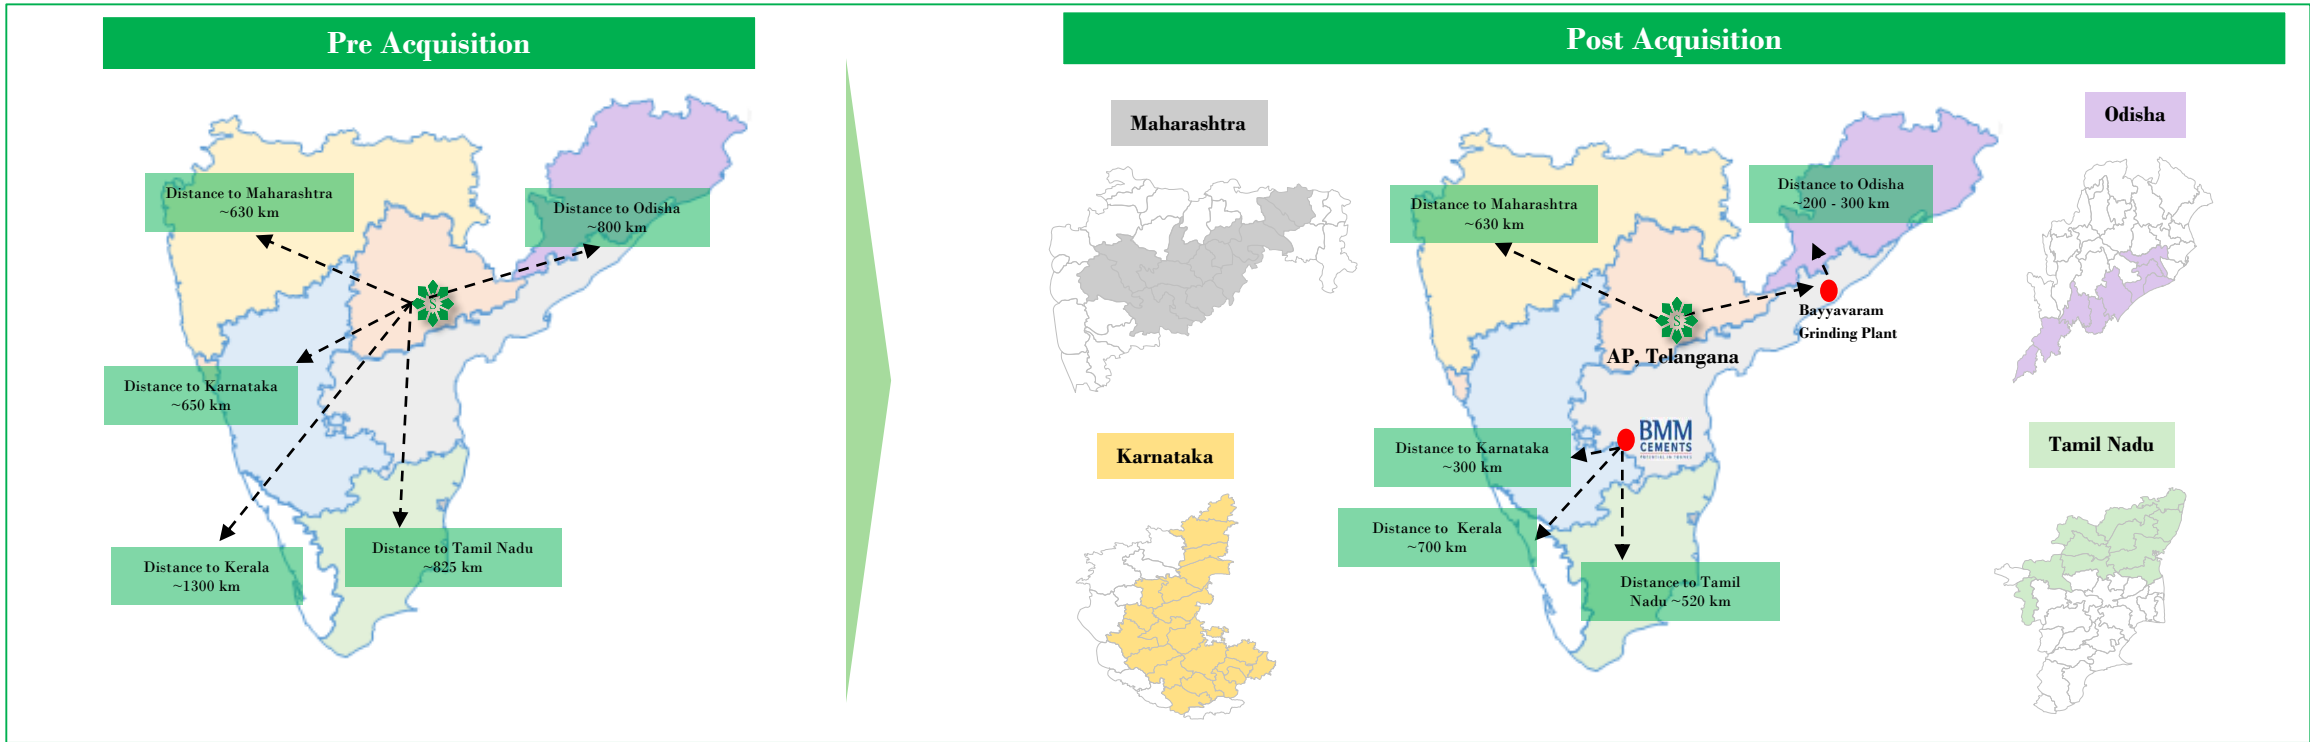 Pre Acquisition
Distance to Maharashtra
~630 km
Distance to Odisha
~800 km
S
Distance to Karnataka
~650 km
Distance to Tamil Nadu
~825 km
Distance to Kerala
~1300 km
Post Acquisition
Maharashtra
Odisha
Distance to Odisha
~200 - 300 km
Distance to Maharashtra
~630 km
S
Bayyavaram
Grinding Plant
AP, Telangana
BMM
CEMENTS
Distance to Karnataka
~300 km
Karnataka
Tamil Nadu
Distance to Kerala
~700 km
Distance to Tamil
Nadu ~520 km